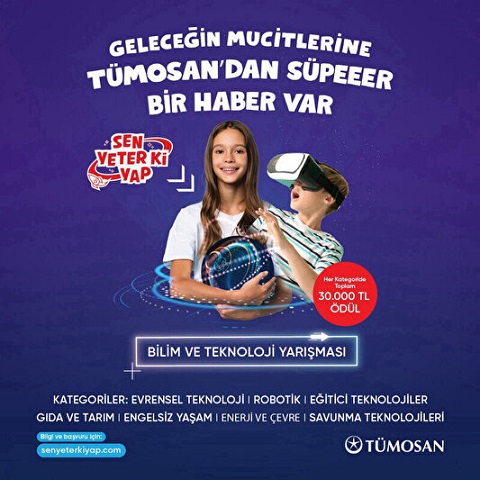 GELECEĞİN MUCİTLERİNE
TÜMOSAN'DAN SÜPEEER
BİR HABER VAR
SEN
YETER Kİ
YAP
Her Kategoride
Toplam
30.000 TL
ÖDÜL
BİLİM VE TEKNOLOJİ YARIŞMASI
KATEGORİLER: EVRENSEL TEKNOLOJİ | ROBOTİK | EĞİTİCİ TEKNOLOJİLER
GIDA VE TARIM | ENGELSİZ YAŞAM | ENERJİ VE ÇEVRE | SAVUNMA TEKNOLOJİLERİ
Bilgi ve başvuru için:
senyeterkiyap.com
TÜMOSAN